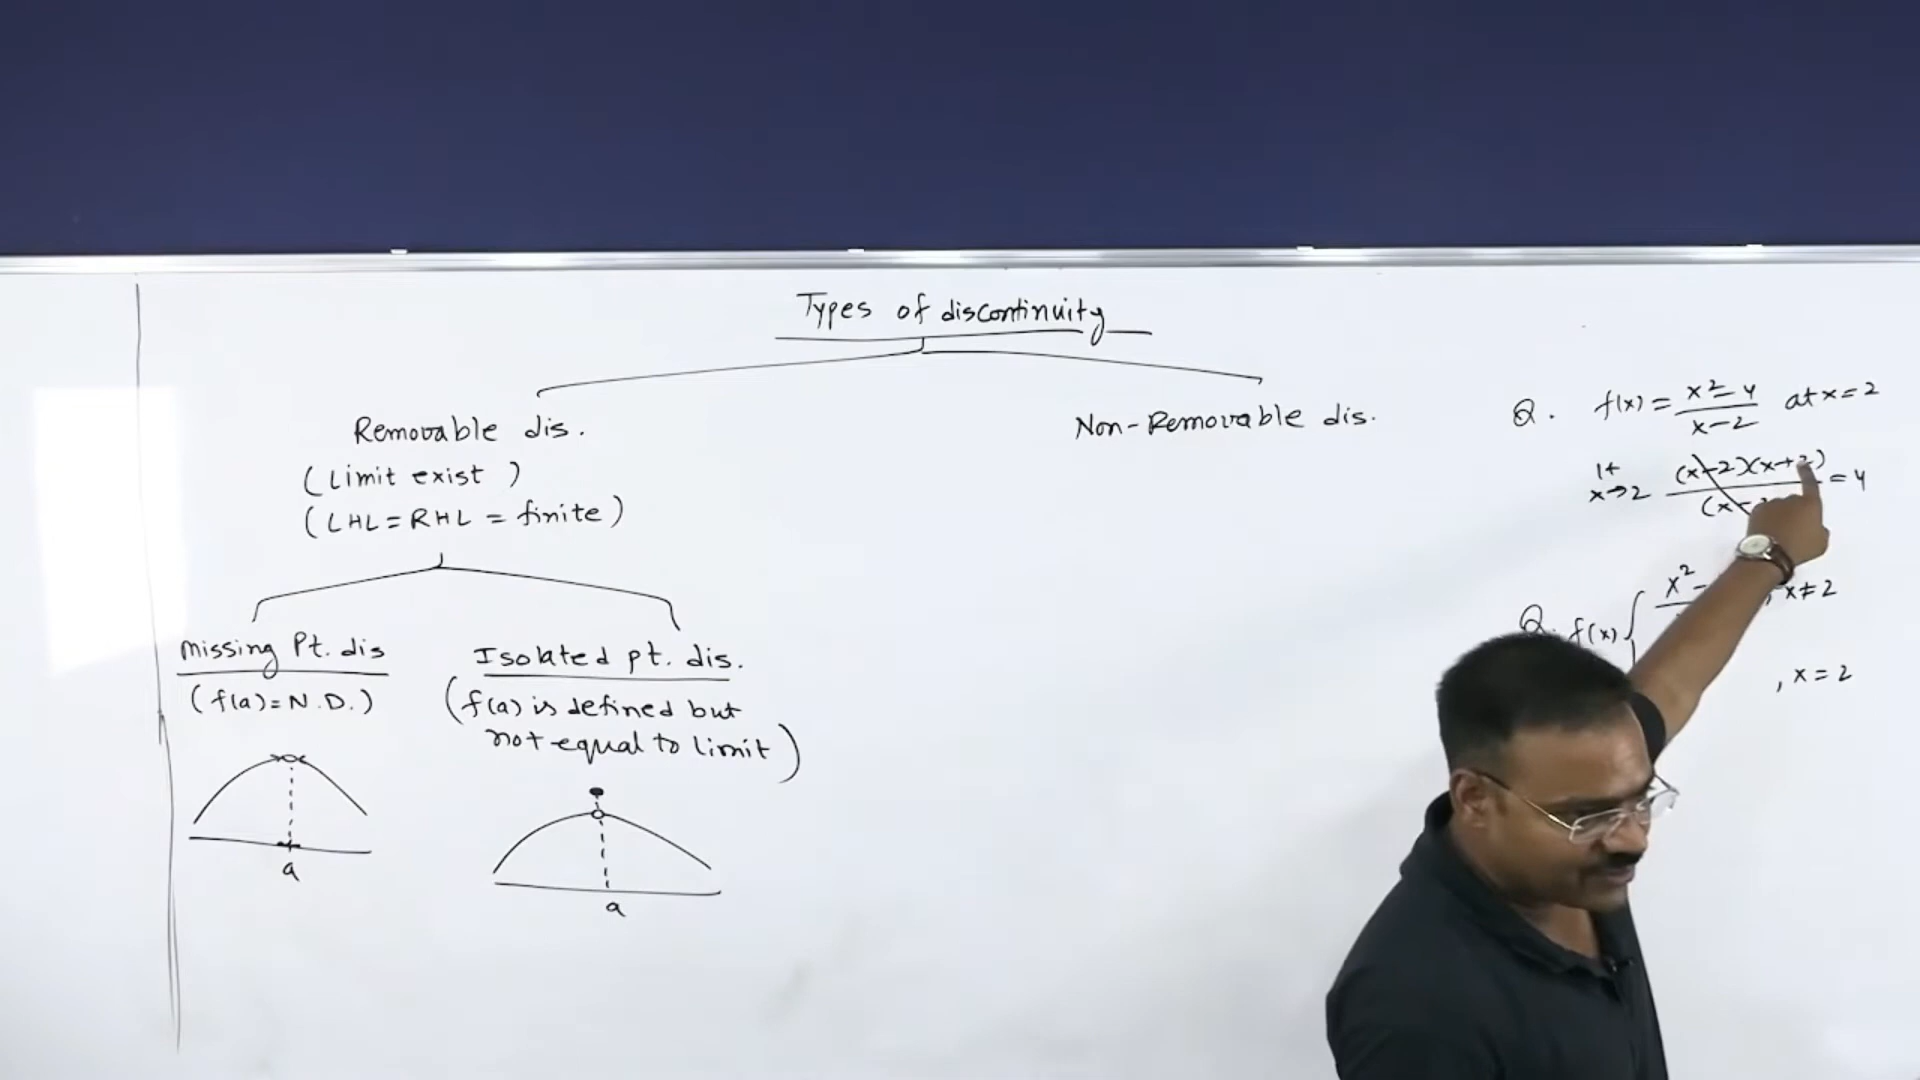 Types of discontinuity
Removable dis.
(Limit exist )
(LHL = RHL = finite)
Missing Pt. dis
(f(a)=N.D.)
a
Isolated pt. dis.
(f(a) is defined but
not equal to limit)
a
Non-Removable dis.
Q. f(x) = x²-4 / x-2 at x=2
lt x→2 (x-2)(x+2) / (x- = 4
Q. f(x) { x² - , x≠2
, x=2